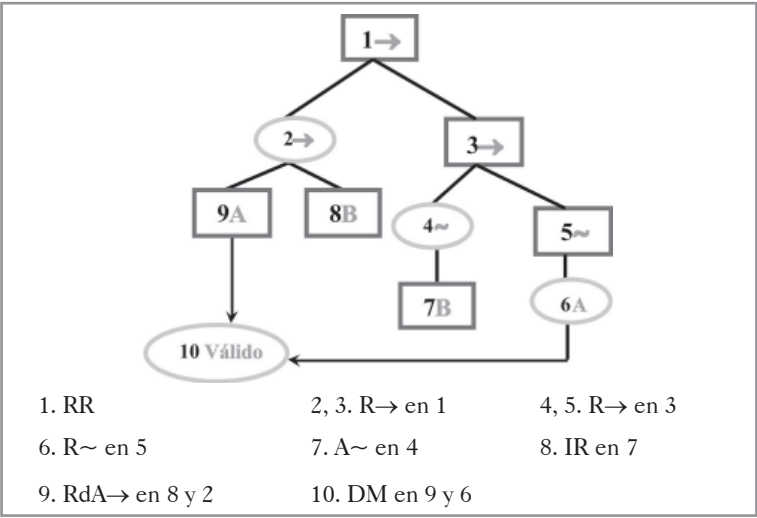 1→
2→
3→
9A
8B
4~
5~
7B
6A
10 Válido
1. RR
2, 3. R→ en 1
4, 5. R→ en 3
6. R~ en 5
7. A~ en 4
8. IR en 7
9. RdA→ en 8 y 2
10. DM en 9 y 6